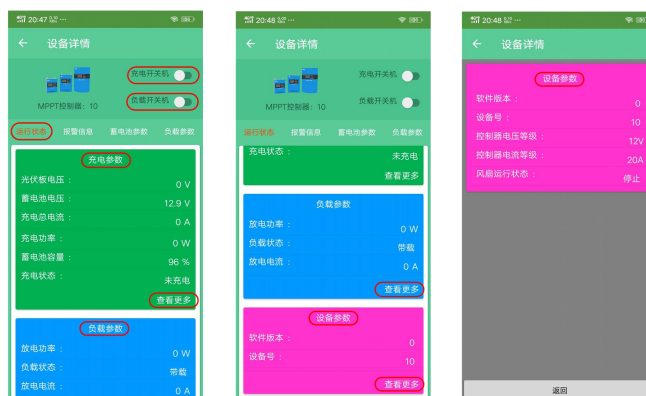 20:47
设备详情
充电开关机
负载开关机
MPPT控制器：10
运行状态 报警信息 蓄电池参数 负载参数
充电参数
光伏板电压： 0 V
蓄电池电压： 12.9 V
充电总电流： 0 A
充电功率： 0 W
蓄电池容量： 96 %
充电状态： 未充电
查看更多
负载参数
放电功率： 0 W
负载状态： 带载
放电电流： 0 A
20:48
设备详情
充电开关机
负载开关机
MPPT控制器：10
运行状态 报警信息 蓄电池参数 负载参数
充电状态： 未充电
查看更多
负载参数
放电功率： 0 W
负载状态： 带载
放电电流： 0 A
查看更多
设备参数
软件版本： 0
设备号： 10
查看更多
20:48
设备详情
设备参数
软件版本： 0
设备号： 10
控制器电压等级： 12V
控制器电流等级： 20A
风扇运行状态： 停止
返回